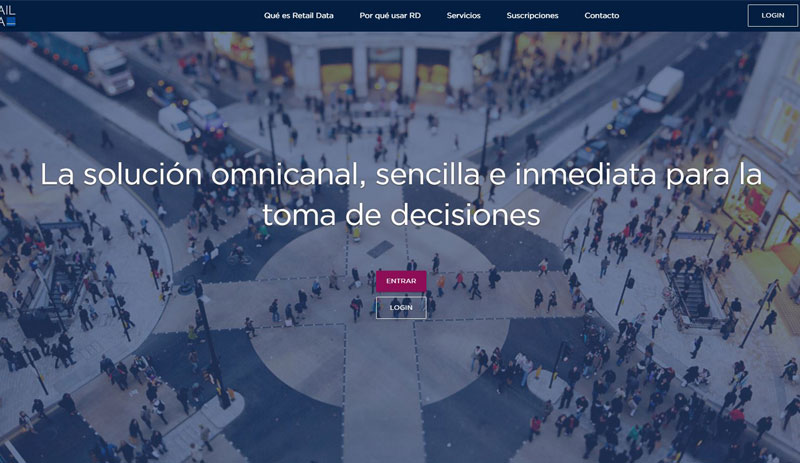 AIL
A
Qué es Retail Data
Por qué usar RD
Servicios
Suscripciones
Contacto
LOGIN
La solución omnicanal, sencilla e inmediata para la
toma de decisiones
ENTRAR
LOGIN